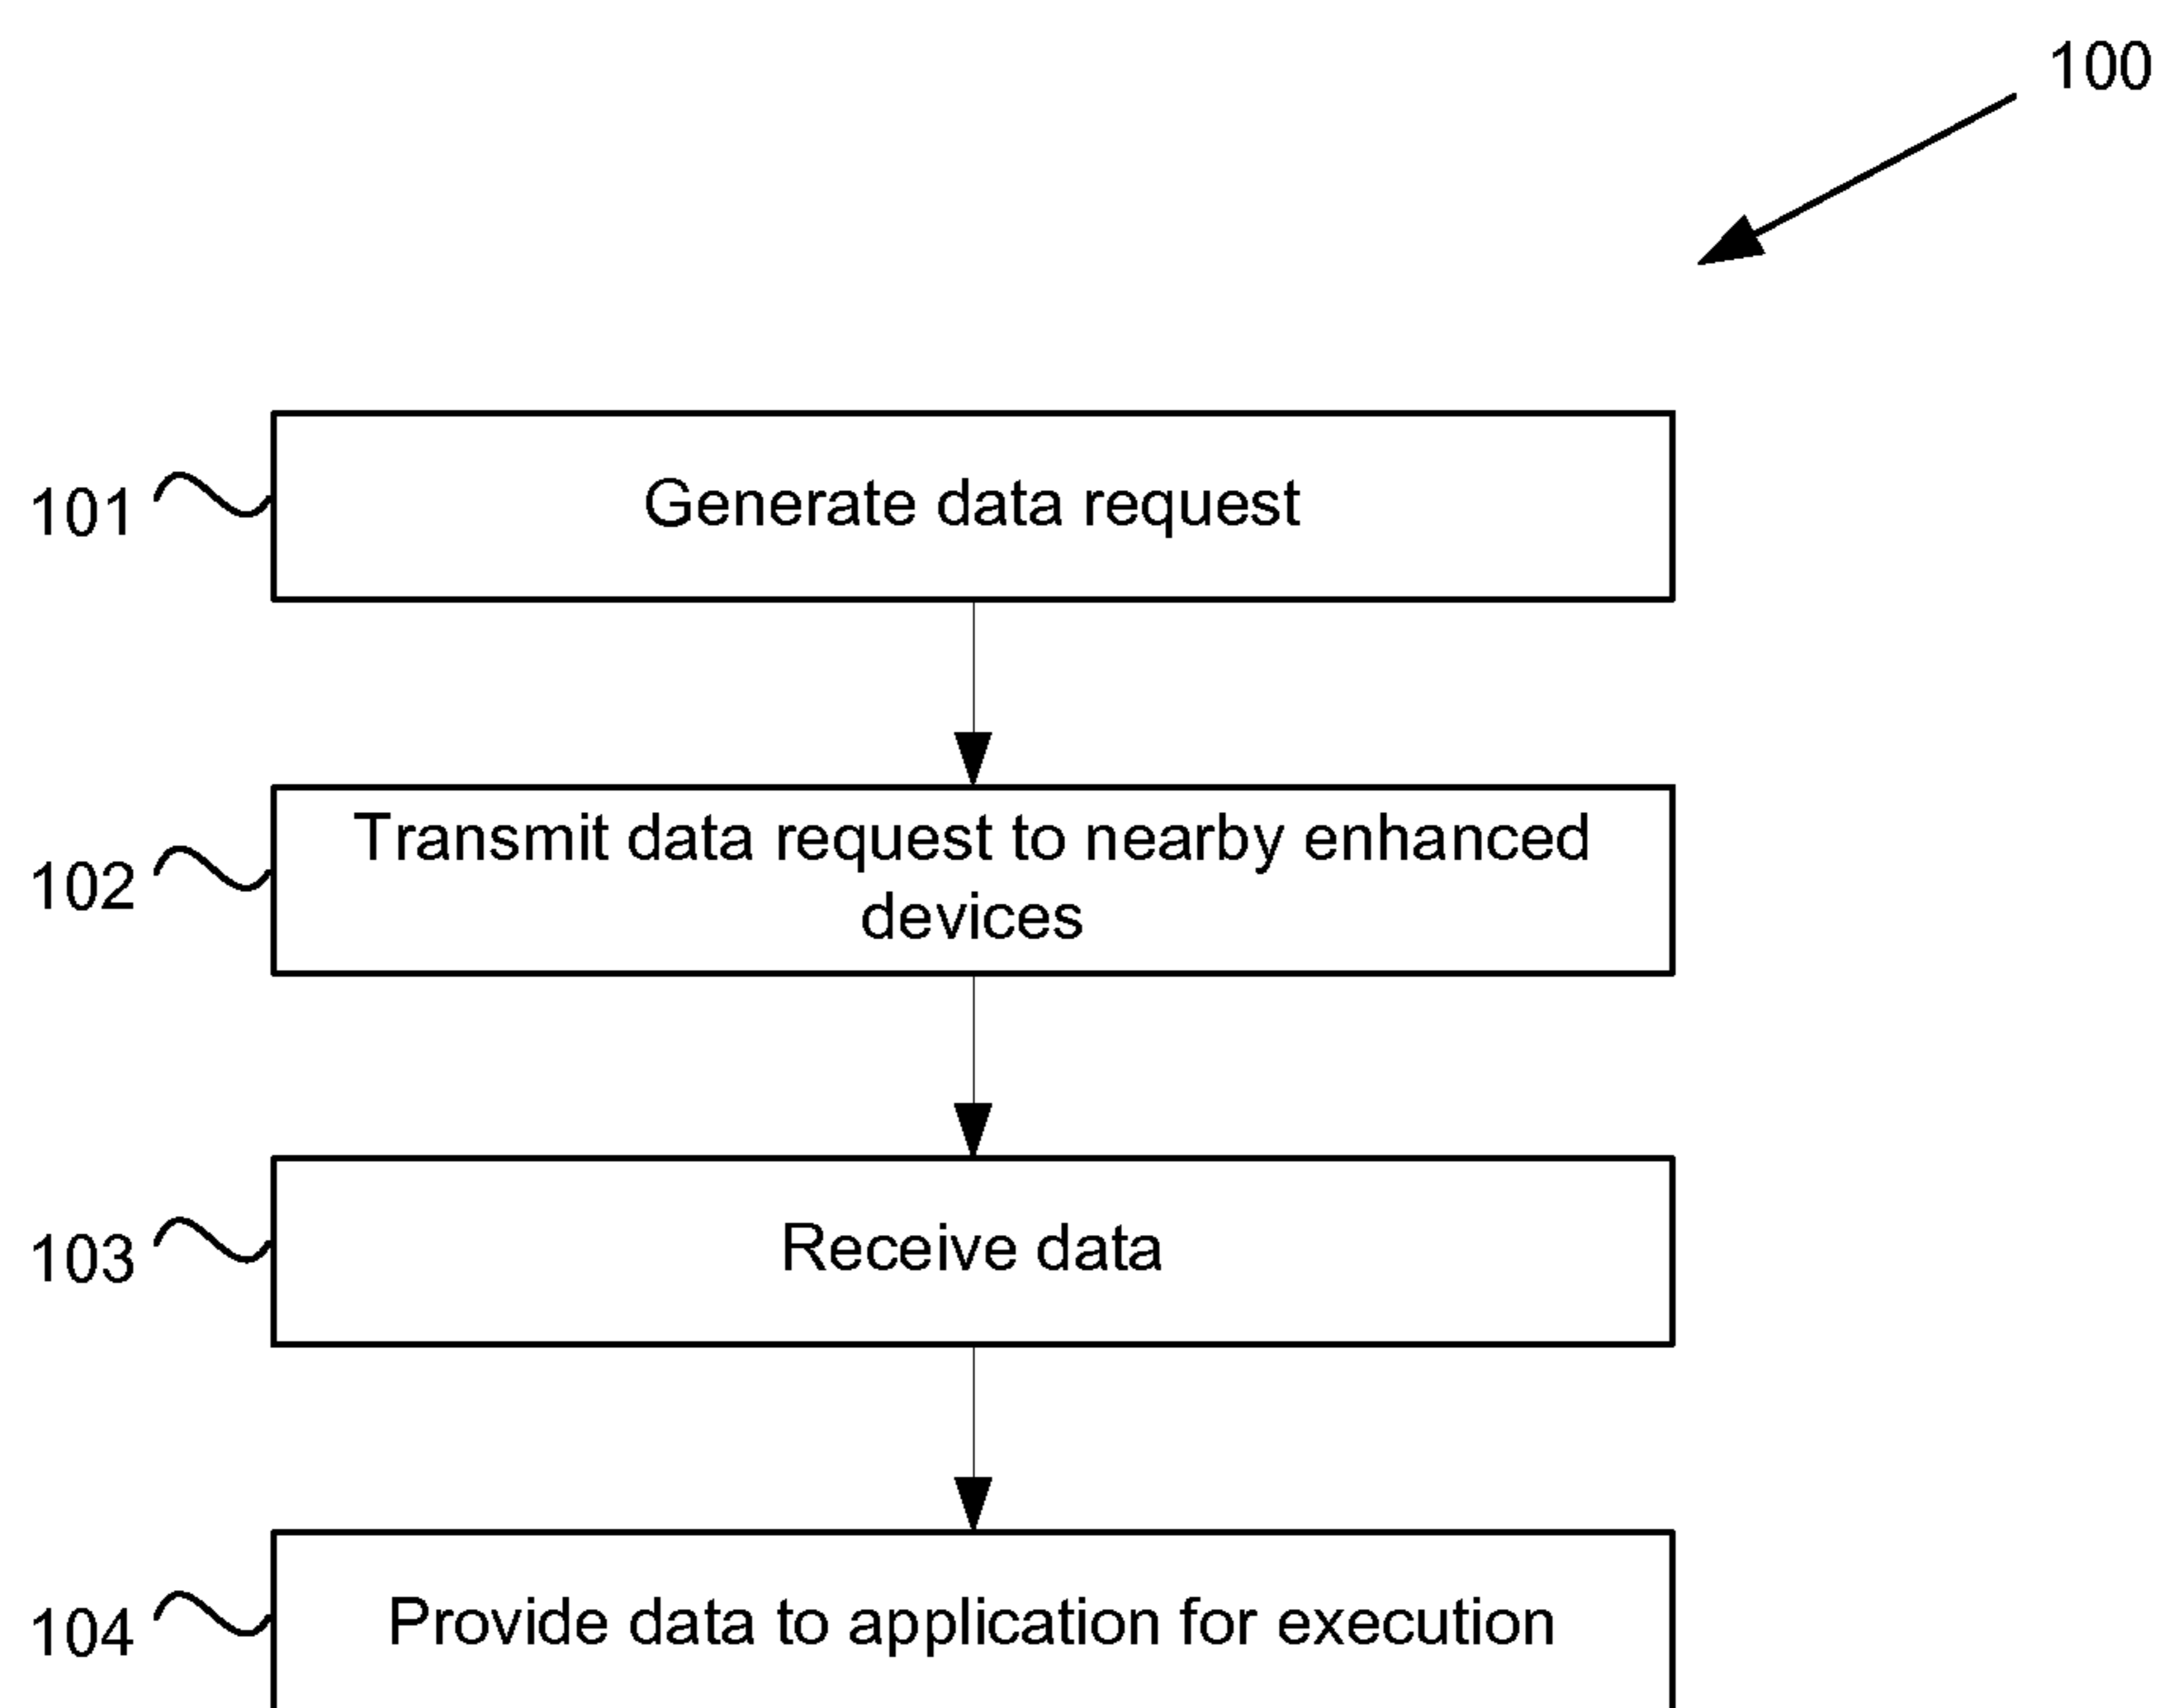 100
101
Generate data request
102
Transmit data request to nearby enhanced
devices
103
Receive data
104
Provide data to application for execution